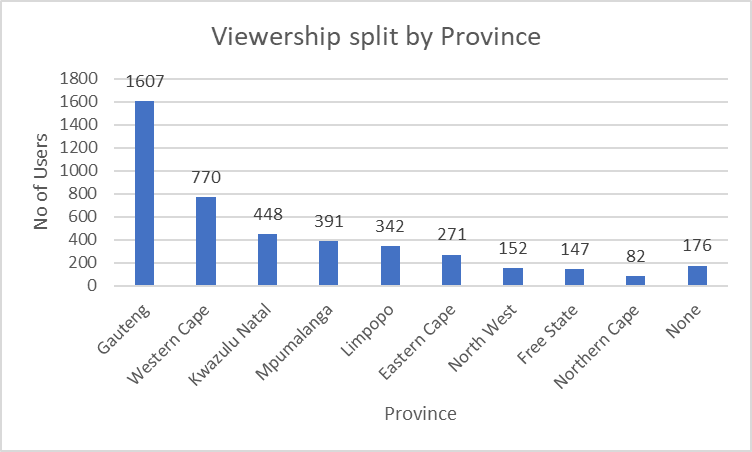 Viewership split by Province
No of Users
1800
1600
1400
1200
1000
800
600
400
200
0
1607
770
448
391
342
271
152
147
82
176
Gauteng
Western Cape
Kwazulu Natal
Mpumalanga
Limpopo
Eastern Cape
North West
Free State
Northern Cape
None
Province